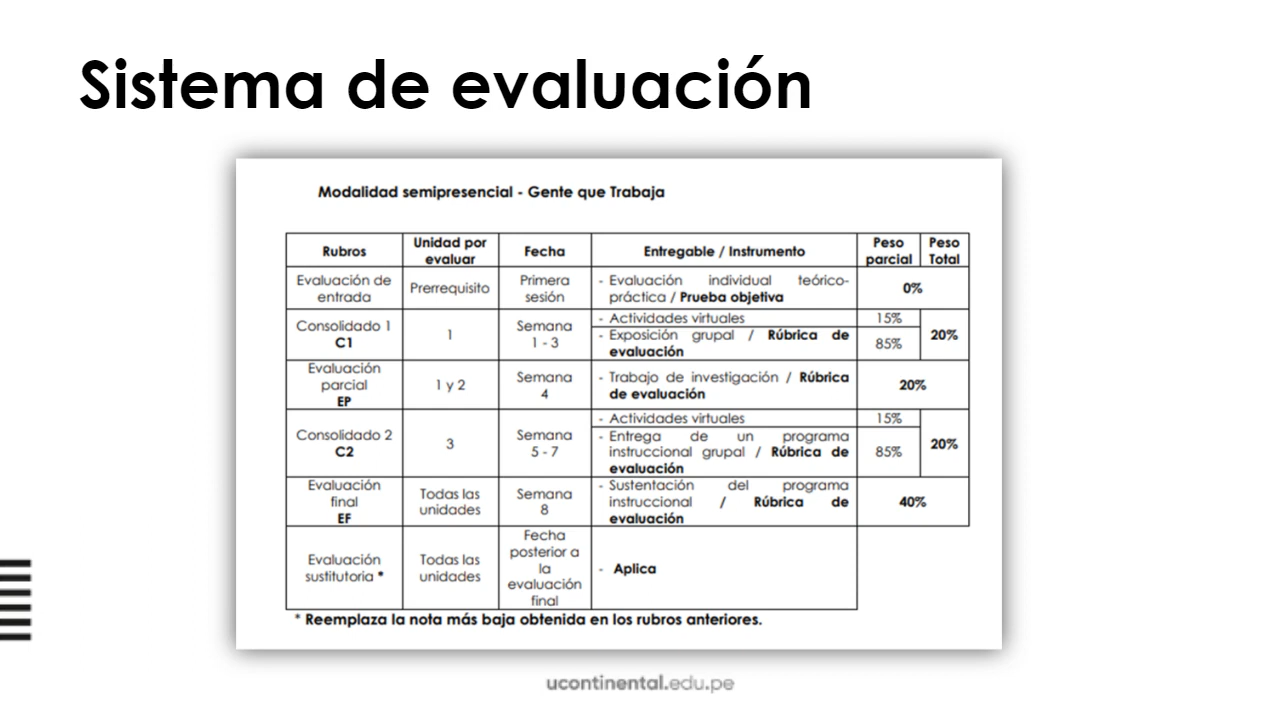 Sistema de evaluación
Modalidad semipresencial - Gente que Trabaja
Rubros
Unidad por
evaluar
Fecha
Entregable / Instrumento
Peso
parcial
Peso
Total
Evaluación de
entrada
Prerrequisito
Primera
sesión
- Evaluación individual teórico-
práctica / Prueba objetiva
0%
Consolidado 1
C1
1
Semana
1 - 3
- Actividades virtuales
15%
- Exposición grupal / Rúbrica de
evaluación
85%
20%
Evaluación
parcial
EP
1 y 2
Semana
4
- Trabajo de investigación / Rúbrica
de evaluación
20%
Consolidado 2
C2
3
Semana
5 - 7
- Actividades virtuales
15%
- Entrega de un programa
instruccional grupal / Rúbrica de
evaluación
85%
20%
Evaluación
final
EF
Todas las
unidades
Semana
8
- Sustentación del programa
instruccional / Rúbrica de
evaluación
40%
Evaluación
sustitutoria *
Todas las
unidades
Fecha
posterior a
la
evaluación
final
- Aplica
* Reemplaza la nota más baja obtenida en los rubros anteriores.
ucontinental.edu.pe